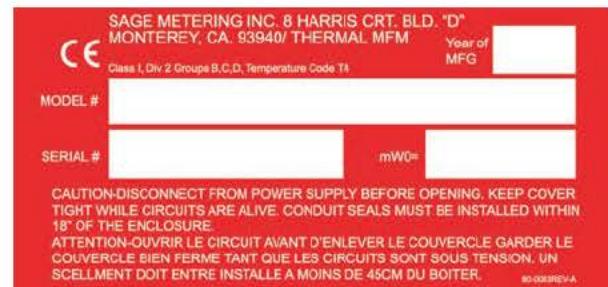 SAGE METERING INC. 8 HARRIS CRT. BLD. "D"
MONTEREY, CA. 93940/ THERMAL MFM
Year of
MFG
CE
Class I, Div 2 Groups B,C,D, Temperature Code T4
MODEL #
SERIAL #
mW0=
CAUTION-DISCONNECT FROM POWER SUPPLY BEFORE OPENING. KEEP COVER
TIGHT WHILE CIRCUITS ARE ALIVE. CONDUIT SEALS MUST BE INSTALLED WITHIN
18" OF THE ENCLOSURE.
ATTENTION-OUVRIR LE CIRCUIT AVANT D'ENLEVER LE COUVERCLE GARDER LE
COUVERCLE BIEN FERME TANT QUE LES CIRCUITS SONT SOUS TENSION. UN
SCELLMENT DOIT ENTRE INSTALLE A MOINS DE 45CM DU BOITER.
80-0083REV-A